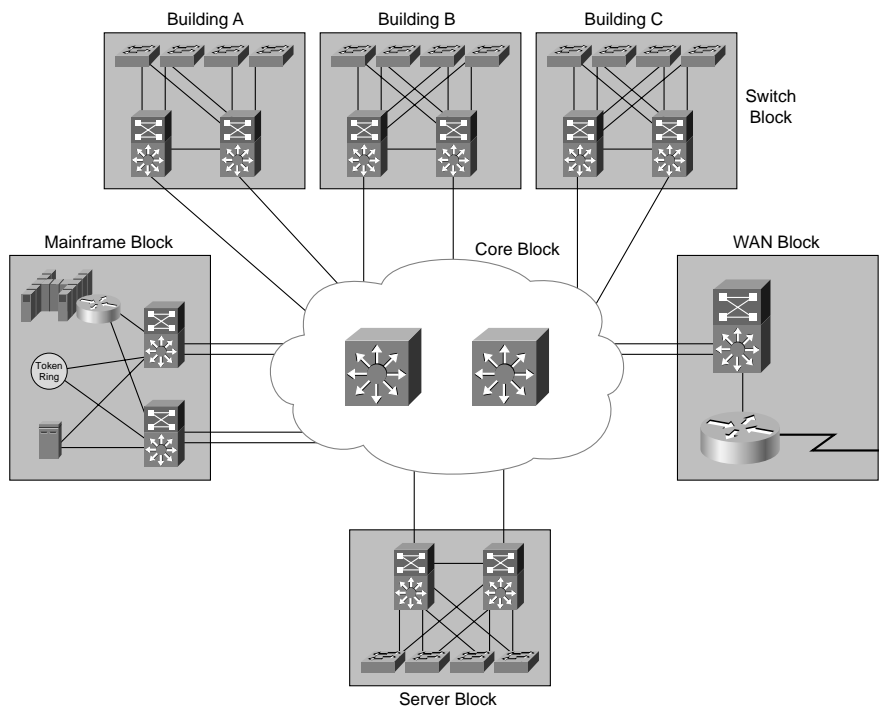 Building A
Building B
Building C
Switch
Block
Mainframe Block
Core Block
WAN Block
Token
Ring
Server Block